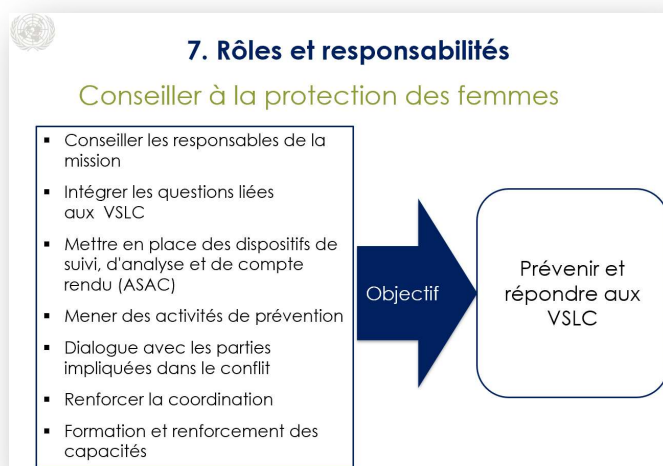 7. Rôles et responsabilités
Conseiller à la protection des femmes
▪ Conseiller les responsables de la
mission
▪ Intégrer les questions liées
aux VSLC
▪ Mettre en place des dispositifs de
suivi, d'analyse et de compte
rendu (ASAC)
▪ Mener des activités de prévention
▪ Dialogue avec les parties
impliquées dans le conflit
▪ Renforcer la coordination
▪ Formation et renforcement des
capacités
Objectif
Prévenir et
répondre aux
VSLC